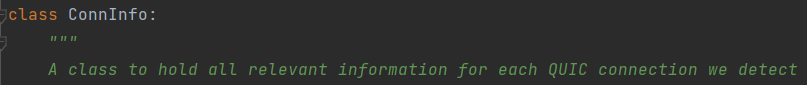 class ConnInfo:
"""
A class to hold all relevant information for each QUIC connection we detect